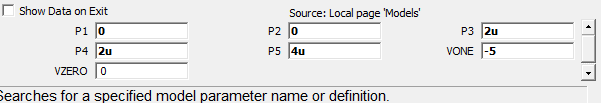 Show Data on Exit
Source: Local page 'Models'
P1 0 P2 0 P3 2u
P4 2u P5 4u VONE -5
VZERO 0
Searches for a specified model parameter name or definition.